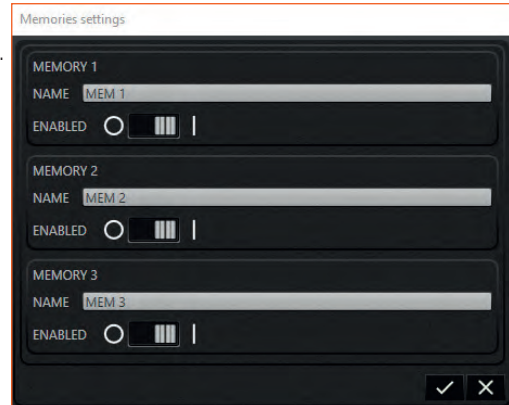 Memories settings
MEMORY 1
NAME MEM 1
ENABLED
MEMORY 2
NAME MEM 2
ENABLED
MEMORY 3
NAME MEM 3
ENABLED